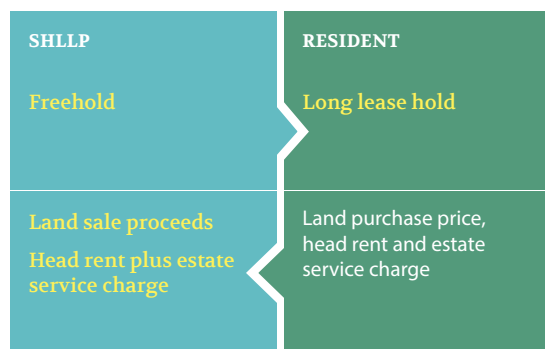 SHLLP
Freehold
RESIDENT
Long lease hold
Land sale proceeds
Head rent plus estate
service charge
Land purchase price,
head rent and estate
service charge